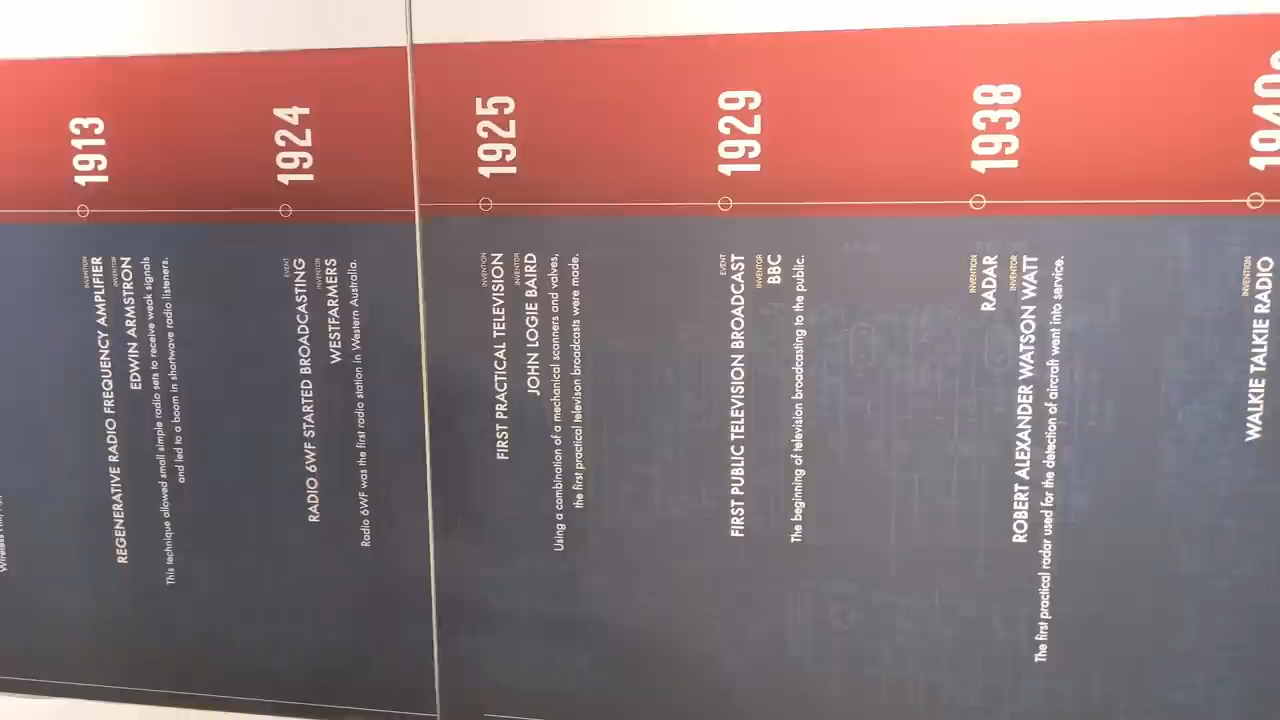 1913
INVENTION
REGENERATIVE RADIO FREQUENCY AMPLIFIER
INVENTOR
EDWIN ARMSTRONG
This technique allowed small simple radio sets to receive weak signals
and led to a boom in shortwave radio listeners.
1924
EVENT
RADIO 6WF STARTED BROADCASTING
INVENTOR
WESTFARMERS
Radio 6WF was the first radio station in Western Australia.
1925
INVENTION
FIRST PRACTICAL TELEVISION
INVENTOR
JOHN LOGIE BAIRD
Using a combination of a mechanical scanners and valves,
the first practical televison broadcasts were made.
1929
EVENT
FIRST PUBLIC TELEVISION BROADCAST
INVENTOR
BBC
The beginning of television broadcasting to the public.
1938
INVENTION
RADAR
INVENTOR
ROBERT ALEXANDER WATSON WATT
The first practical radar used for the detection of aircraft went into service.
1940s
INVENTION
WALKIE TALKIE RADIO